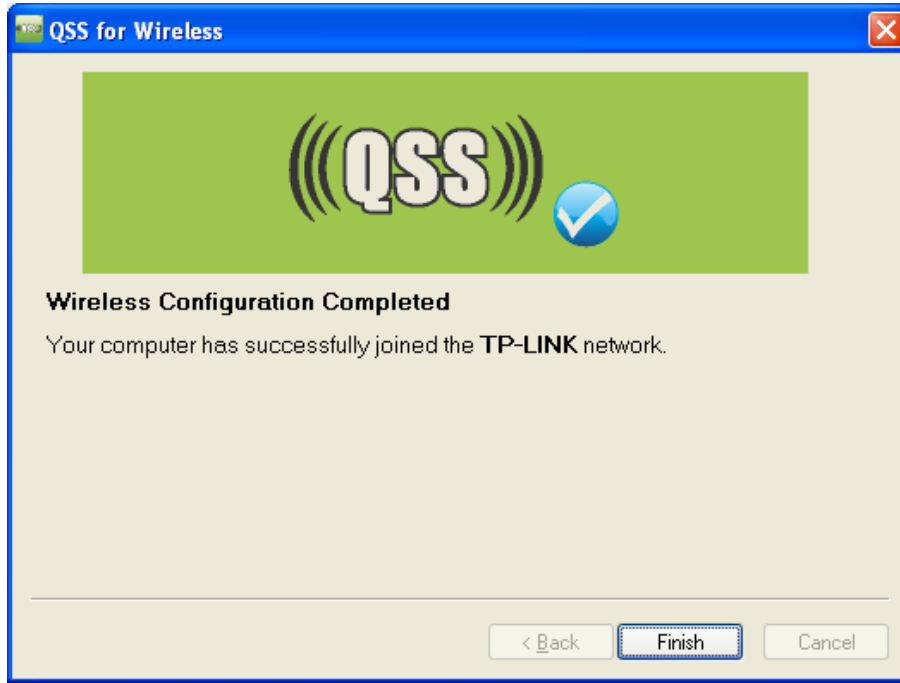 QSS for Wireless
QSS
Wireless Configuration Completed
Your computer has successfully joined the TP-LINK network.
< Back
Finish
Cancel